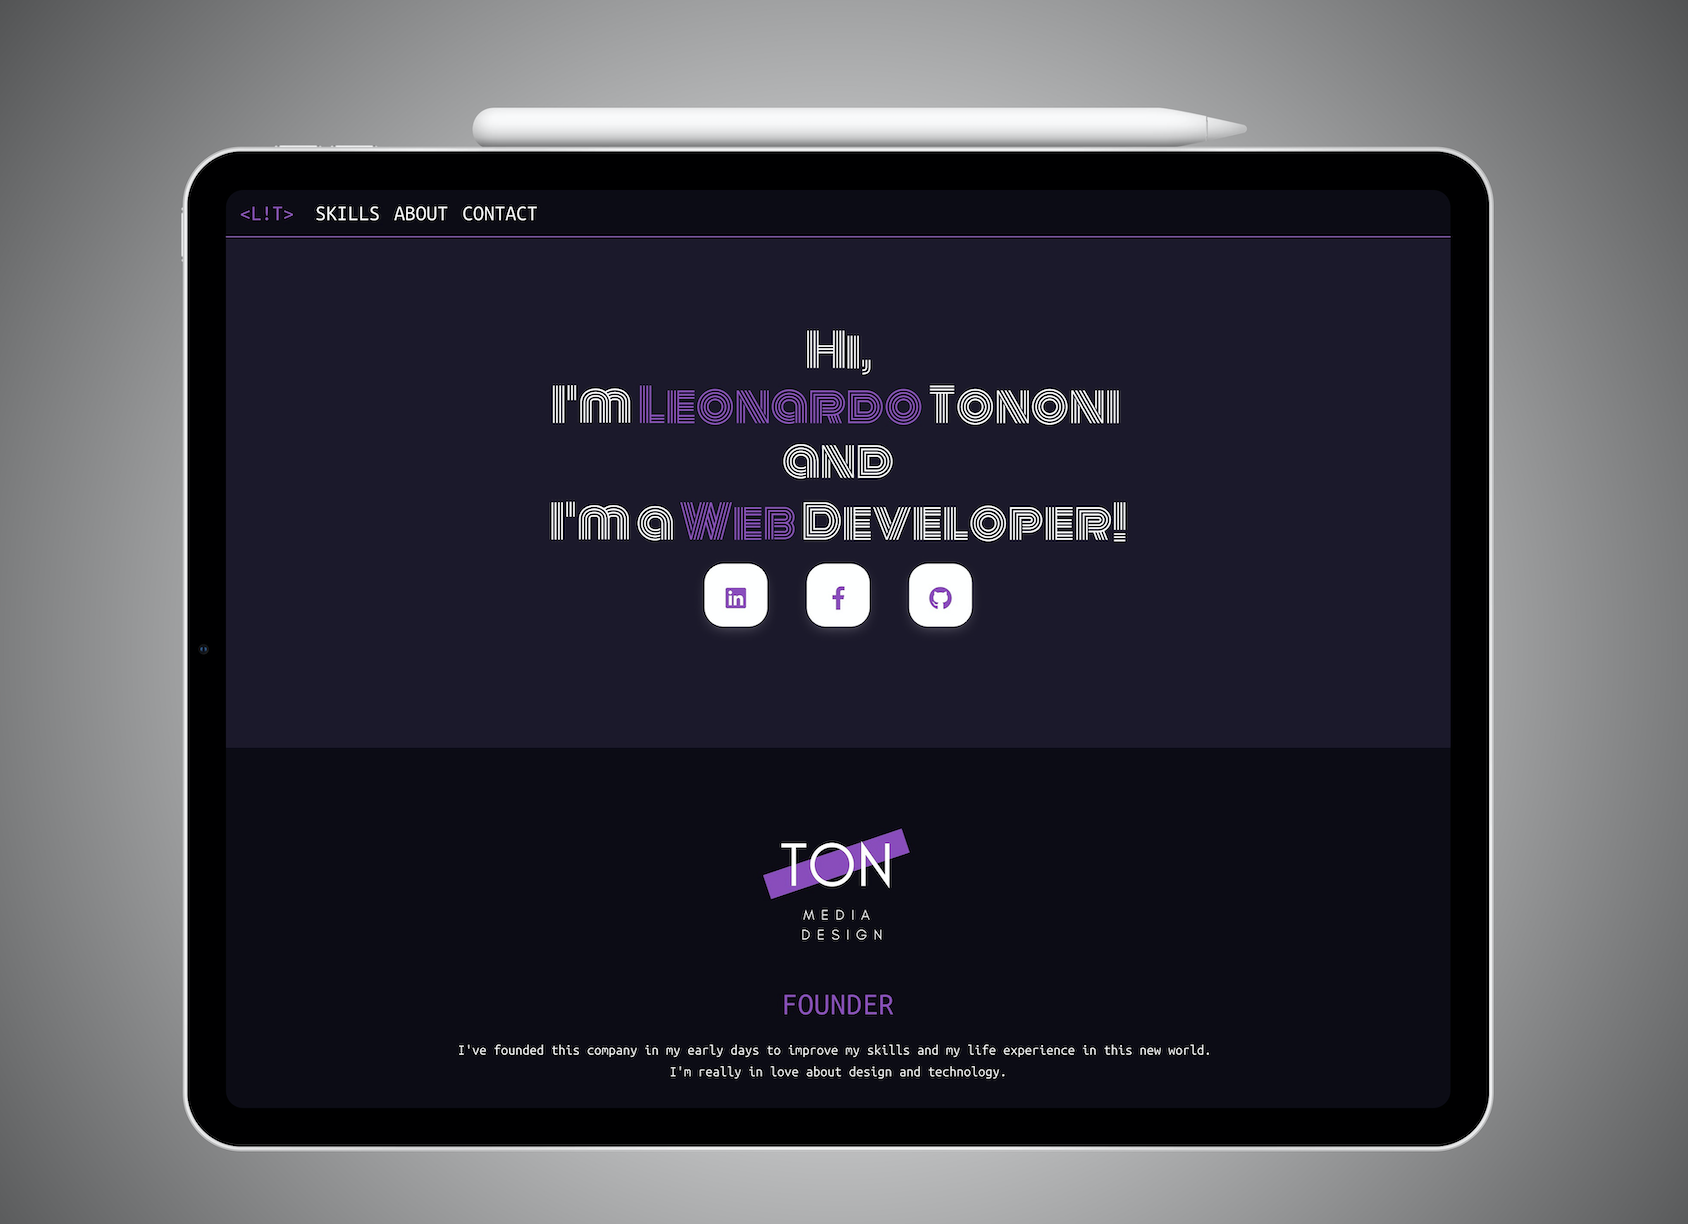 <L!T> SKILLS ABOUT CONTACT
Hi,
I'm Leonardo Tononi
and
I'm a Web Developer!
in f
TON
MEDIA
DESIGN
FOUNDER
I've founded this company in my early days to improve my skills and my life experience in this new world.
I'm really in love about design and technology.